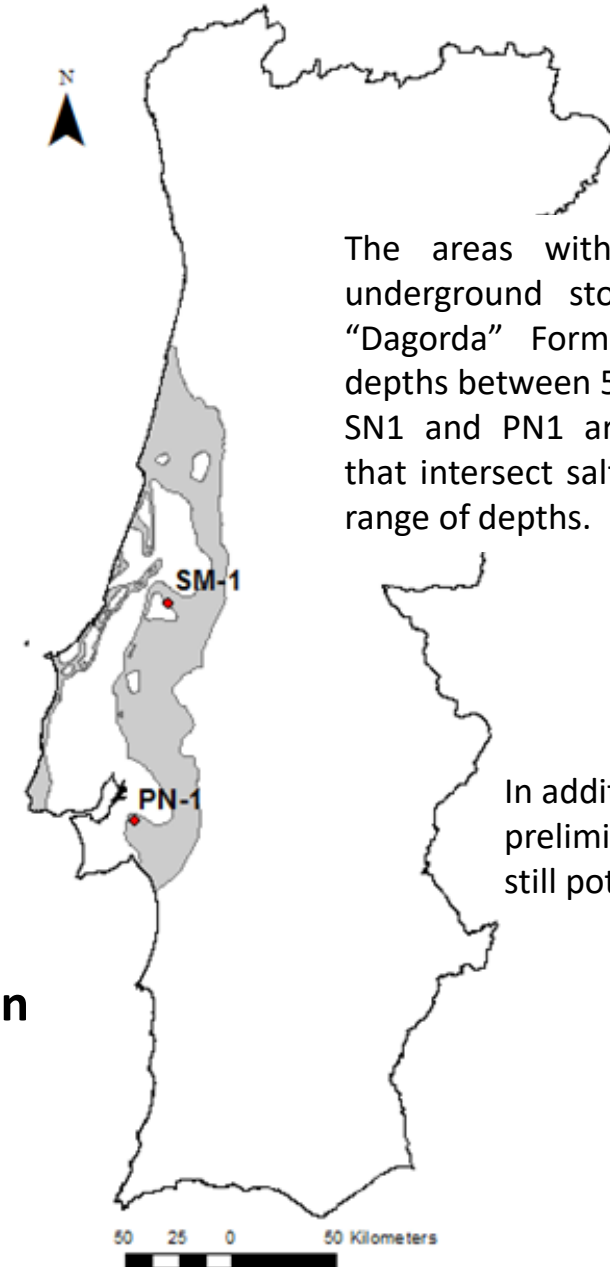 N
The areas with
underground sto
“Dagorda” Form
depths between 5
SN1 and PN1 ar
that intersect salt
range of depths.
SM-1
PN-1
In addit
prelimi
still pot
n
50 25 0 50 Kilometers